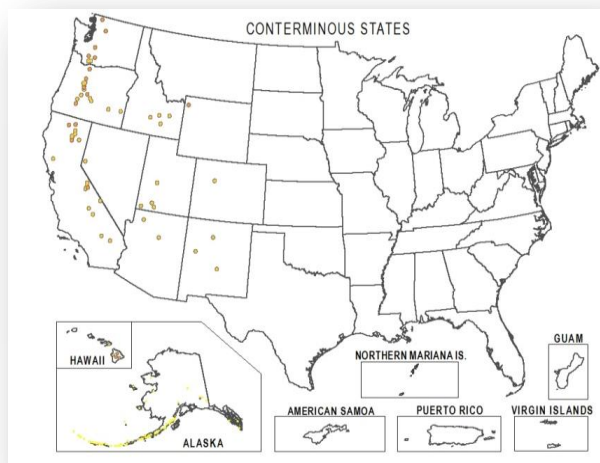 CONTERMINOUS STATES
GUAM
HAWAII
NORTHERN MARIANA IS.
AMERICAN SAMOA
PUERTO RICO
VIRGIN ISLANDS
ALASKA